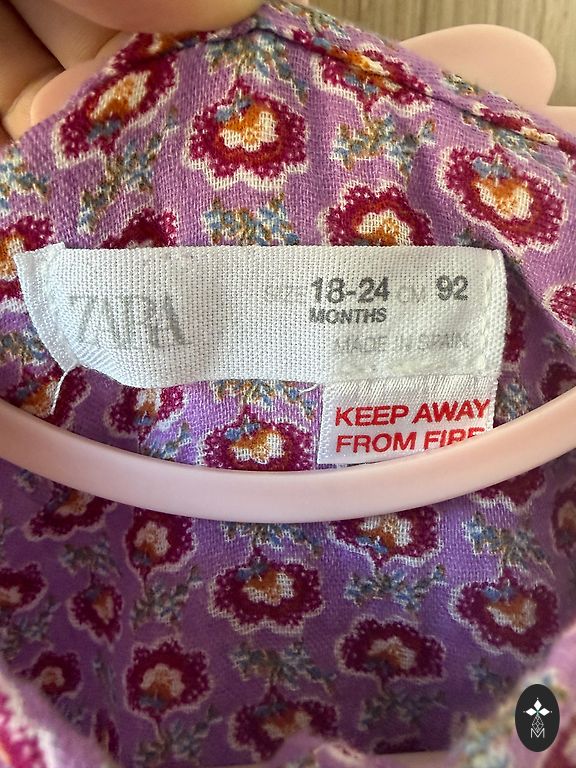 ZARA
SIZE 18-24 CM 92
MONTHS
MADE IN SPAIN
KEEP AWAY
FROM FIRE
M